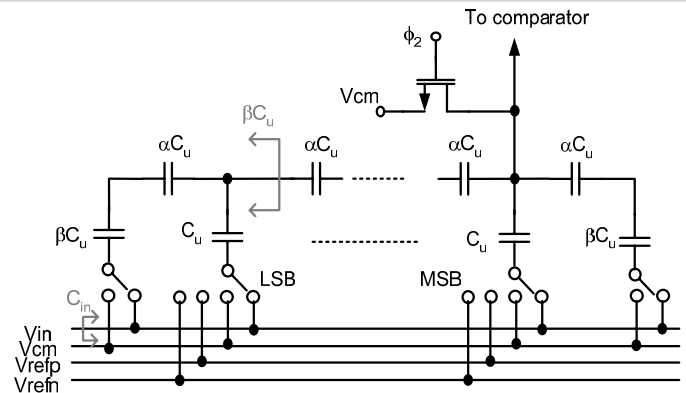 To comparator
ϕ₂
Vcm
βCᵤ
αCᵤ αCᵤ αCᵤ αCᵤ
βCᵤ Cᵤ Cᵤ βCᵤ
LSB MSB
Cᵢₙ
Vin
Vcm
Vrefp
Vrefn